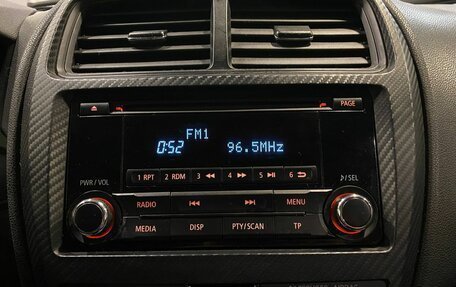 PAGE
FM1
0:52 96.5MHz
1 RPT 2 RDM 3 4 5 6
PWR / VOL
♪/SEL
RADIO MENU
MEDIA DISP PTY/SCAN TP